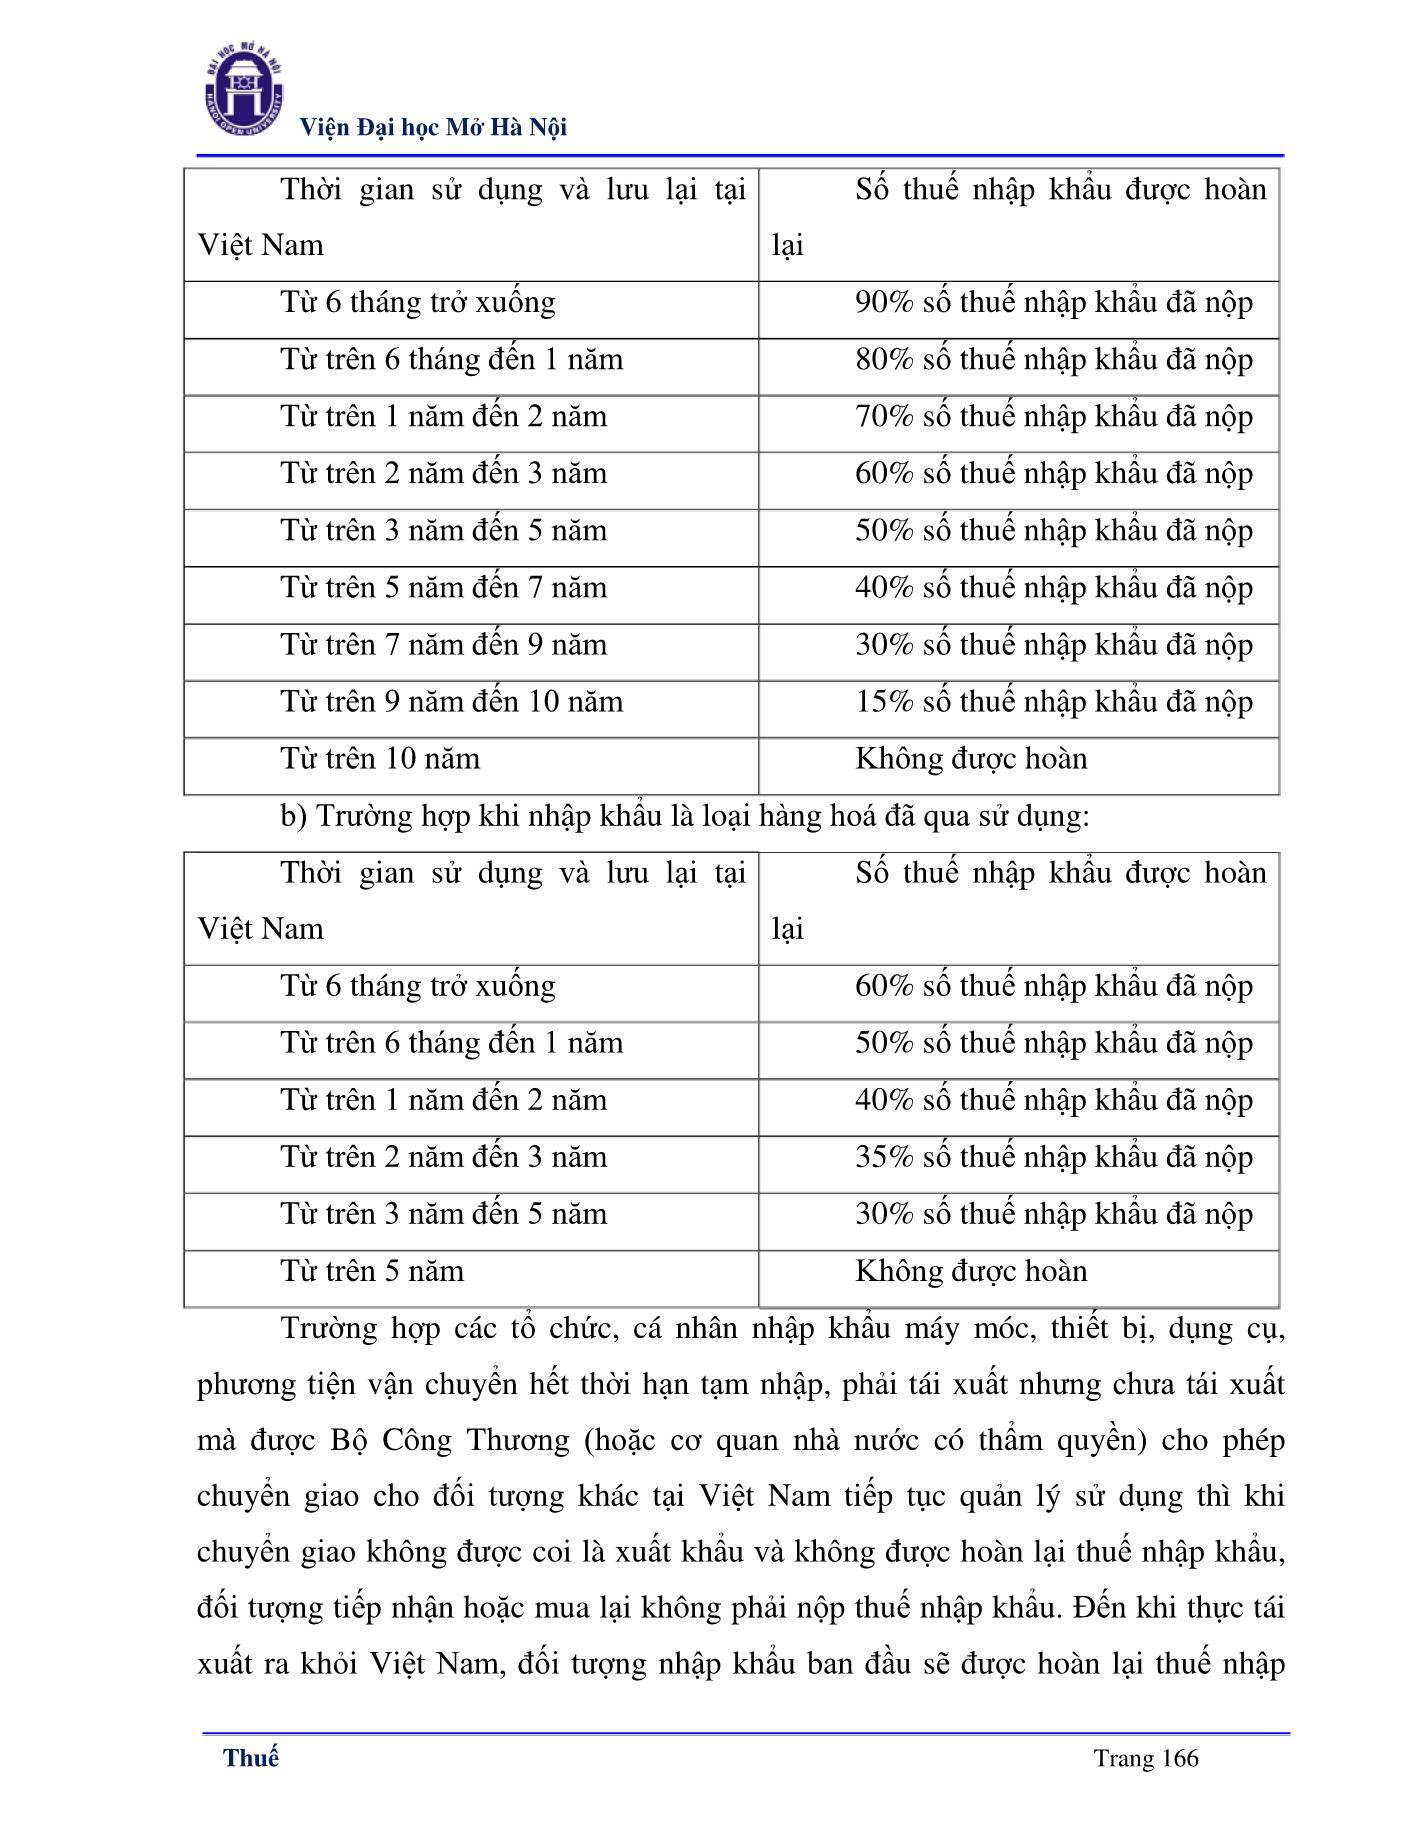 ĐẠI HỌC MỞ HÀ NỘI
HANOI OPEN UNIVERSITY
Viện Đại học Mở Hà Nội
Thời gian sử dụng và lưu lại tại
Việt Nam
Số thuế nhập khẩu được hoàn
lại
Từ 6 tháng trở xuống
90% số thuế nhập khẩu đã nộp
Từ trên 6 tháng đến 1 năm
80% số thuế nhập khẩu đã nộp
Từ trên 1 năm đến 2 năm
70% số thuế nhập khẩu đã nộp
Từ trên 2 năm đến 3 năm
60% số thuế nhập khẩu đã nộp
Từ trên 3 năm đến 5 năm
50% số thuế nhập khẩu đã nộp
Từ trên 5 năm đến 7 năm
40% số thuế nhập khẩu đã nộp
Từ trên 7 năm đến 9 năm
30% số thuế nhập khẩu đã nộp
Từ trên 9 năm đến 10 năm
15% số thuế nhập khẩu đã nộp
Từ trên 10 năm
Không được hoàn
b) Trường hợp khi nhập khẩu là loại hàng hoá đã qua sử dụng:
Thời gian sử dụng và lưu lại tại
Việt Nam
Số thuế nhập khẩu được hoàn
lại
Từ 6 tháng trở xuống
60% số thuế nhập khẩu đã nộp
Từ trên 6 tháng đến 1 năm
50% số thuế nhập khẩu đã nộp
Từ trên 1 năm đến 2 năm
40% số thuế nhập khẩu đã nộp
Từ trên 2 năm đến 3 năm
35% số thuế nhập khẩu đã nộp
Từ trên 3 năm đến 5 năm
30% số thuế nhập khẩu đã nộp
Từ trên 5 năm
Không được hoàn
Trường hợp các tổ chức, cá nhân nhập khẩu máy móc, thiết bị, dụng cụ,
phương tiện vận chuyển hết thời hạn tạm nhập, phải tái xuất nhưng chưa tái xuất
mà được Bộ Công Thương (hoặc cơ quan nhà nước có thẩm quyền) cho phép
chuyển giao cho đối tượng khác tại Việt Nam tiếp tục quản lý sử dụng thì khi
chuyển giao không được coi là xuất khẩu và không được hoàn lại thuế nhập khẩu,
đối tượng tiếp nhận hoặc mua lại không phải nộp thuế nhập khẩu. Đến khi thực tái
xuất ra khỏi Việt Nam, đối tượng nhập khẩu ban đầu sẽ được hoàn lại thuế nhập
Thuế
Trang 166